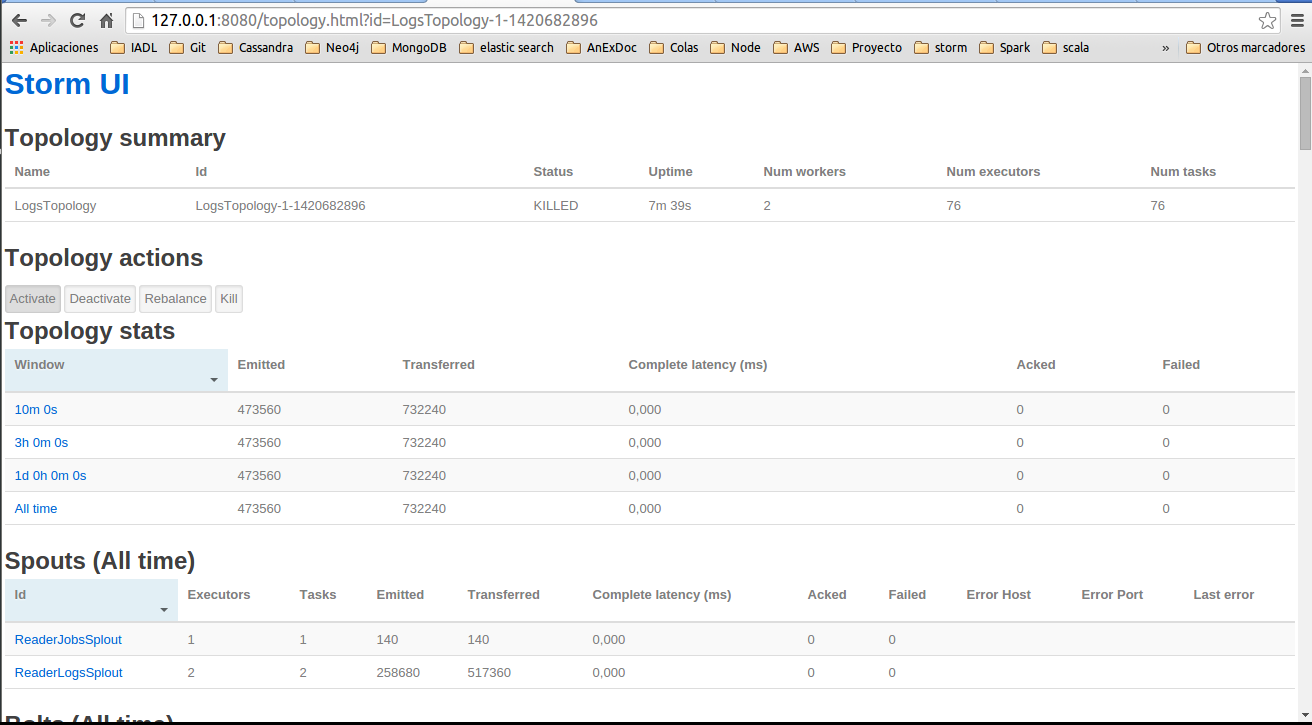 127.0.0.1:8080/topology.html?id=LogsTopology-1-1420682896
Aplicaciones IADL Git Cassandra Neo4j MongoDB elastic search AnExDoc Colas Node AWS Proyecto storm Spark scala » Otros marcadores
Storm UI
Topology summary
Name Id Status Uptime Num workers Num executors Num tasks
LogsTopology LogsTopology-1-1420682896 KILLED 7m 39s 2 76 76
Topology actions
Activate Deactivate Rebalance Kill
Topology stats
Window Emitted Transferred Complete latency (ms) Acked Failed
10m 0s 473560 732240 0,000 0 0
3h 0m 0s 473560 732240 0,000 0 0
1d 0h 0m 0s 473560 732240 0,000 0 0
All time 473560 732240 0,000 0 0
Spouts (All time)
Id Executors Tasks Emitted Transferred Complete latency (ms) Acked Failed Error Host Error Port Last error
ReaderJobsSplout 1 1 140 140 0,000 0 0
ReaderLogsSplout 2 2 258680 517360 0,000 0 0
Bolts (All time)